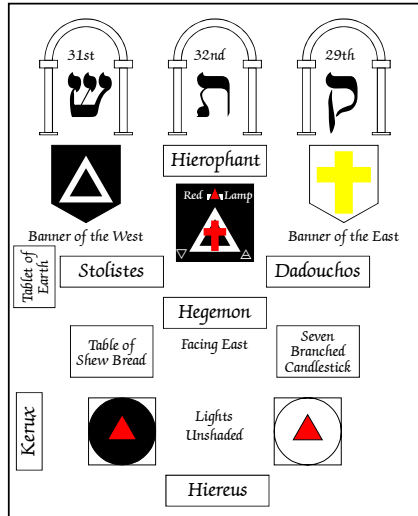 31st
32nd
29th
ש
ת
ק
Hierophant
Red Lamp
Banner of the West
Banner of the East
Tablet of
Earth
Stolistes
Dadouchos
Hegemon
Table of
Shew Bread
Facing East
Seven
Branched
Candlestick
Kerux
Lights
Unshaded
Hiereus